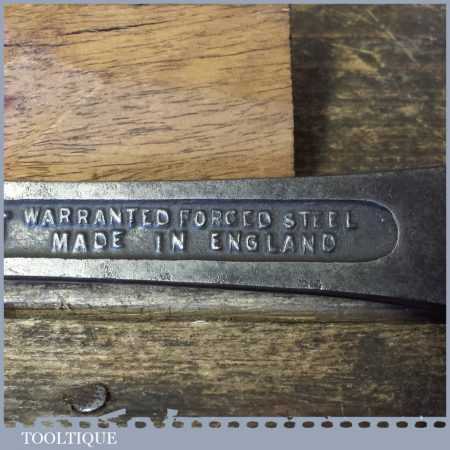 WARRANTED FORGED STEEL
MADE IN ENGLAND
TOOLTIQUE